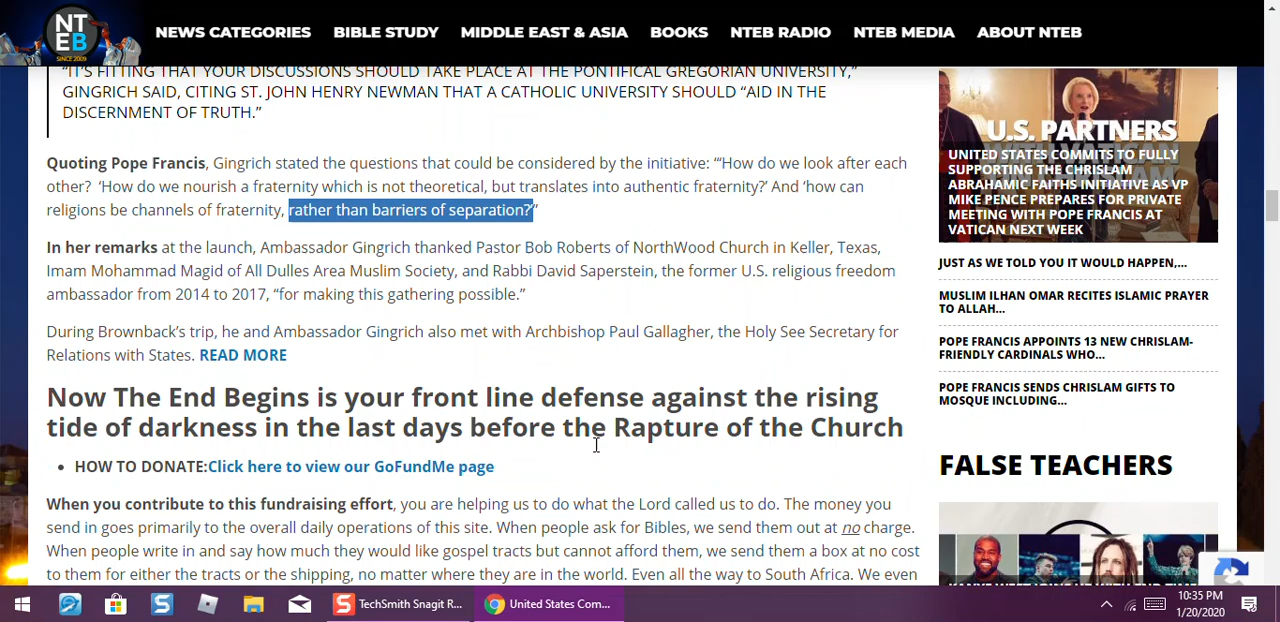 NT
EB
SINCE 2009
NEWS CATEGORIES BIBLE STUDY MIDDLE EAST & ASIA BOOKS NTEB RADIO NTEB MEDIA ABOUT NTEB
"IT'S FITTING THAT YOUR DISCUSSIONS SHOULD TAKE PLACE AT THE PONTIFICAL GREGORIAN UNIVERSITY,"
GINGRICH SAID, CITING ST. JOHN HENRY NEWMAN THAT A CATHOLIC UNIVERSITY SHOULD "AID IN THE
DISCERNMENT OF TRUTH."
Quoting Pope Francis, Gingrich stated the questions that could be considered by the initiative: "'How do we look after each
other? 'How do we nourish a fraternity which is not theoretical, but translates into authentic fraternity?' And 'how can
religions be channels of fraternity, rather than barriers of separation?'"
In her remarks at the launch, Ambassador Gingrich thanked Pastor Bob Roberts of NorthWood Church in Keller, Texas,
Imam Mohammad Magid of All Dulles Area Muslim Society, and Rabbi David Saperstein, the former U.S. religious freedom
ambassador from 2014 to 2017, "for making this gathering possible."
During Brownback's trip, he and Ambassador Gingrich also met with Archbishop Paul Gallagher, the Holy See Secretary for
Relations with States. READ MORE
Now The End Begins is your front line defense against the rising
tide of darkness in the last days before the Rapture of the Church
• HOW TO DONATE:Click here to view our GoFundMe page
When you contribute to this fundraising effort, you are helping us to do what the Lord called us to do. The money you
send in goes primarily to the overall daily operations of this site. When people ask for Bibles, we send them out at no charge.
When people write in and say how much they would like gospel tracts but cannot afford them, we send them a box at no cost
to them for either the tracts or the shipping, no matter where they are in the world. Even all the way to South Africa. We even
U.S. PARTNERS
WITH VATICAN
UNITED STATES COMMITS TO FULLY
SUPPORTING THE CHRISLAM
ABRAHAMIC FAITHS INITIATIVE AS VP
MIKE PENCE PREPARES FOR PRIVATE
MEETING WITH POPE FRANCIS AT
VATICAN NEXT WEEK
JUST AS WE TOLD YOU IT WOULD HAPPEN,...
MUSLIM ILHAN OMAR RECITES ISLAMIC PRAYER
TO ALLAH...
POPE FRANCIS APPOINTS 13 NEW CHRISLAM-
FRIENDLY CARDINALS WHO...
POPE FRANCIS SENDS CHRISLAM GIFTS TO
MOSQUE INCLUDING...
FALSE TEACHERS
TechSmith Snagit R...
United States Com...
10:35 PM
1/20/2020